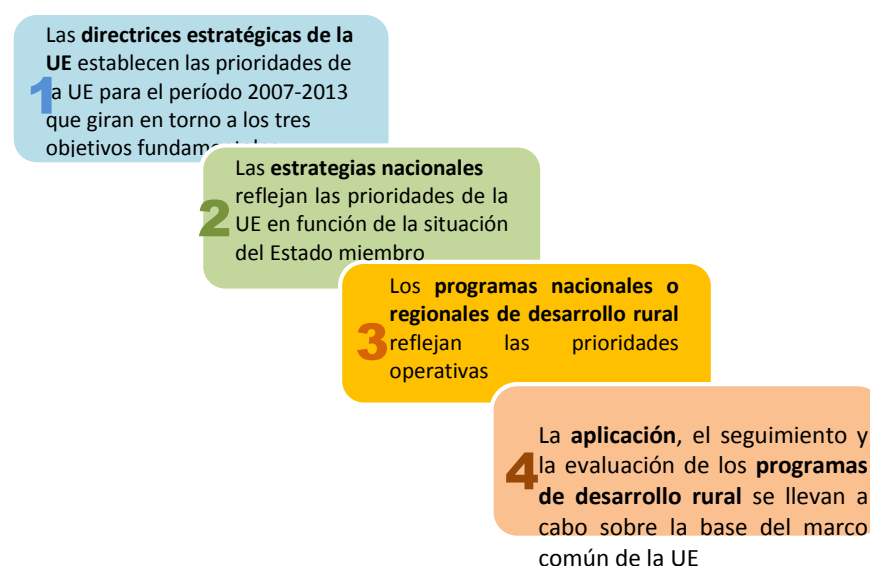 Las directrices estratégicas de la
UE establecen las prioridades de
la UE para el período 2007-2013
que giran en torno a los tres
objetivos fundamentales
1
Las estrategias nacionales
reflejan las prioridades de la
UE en función de la situación
del Estado miembro
2
Los programas nacionales o
regionales de desarrollo rural
reflejan las prioridades
operativas
3
La aplicación, el seguimiento y
la evaluación de los programas
de desarrollo rural se llevan a
cabo sobre la base del marco
común de la UE
4